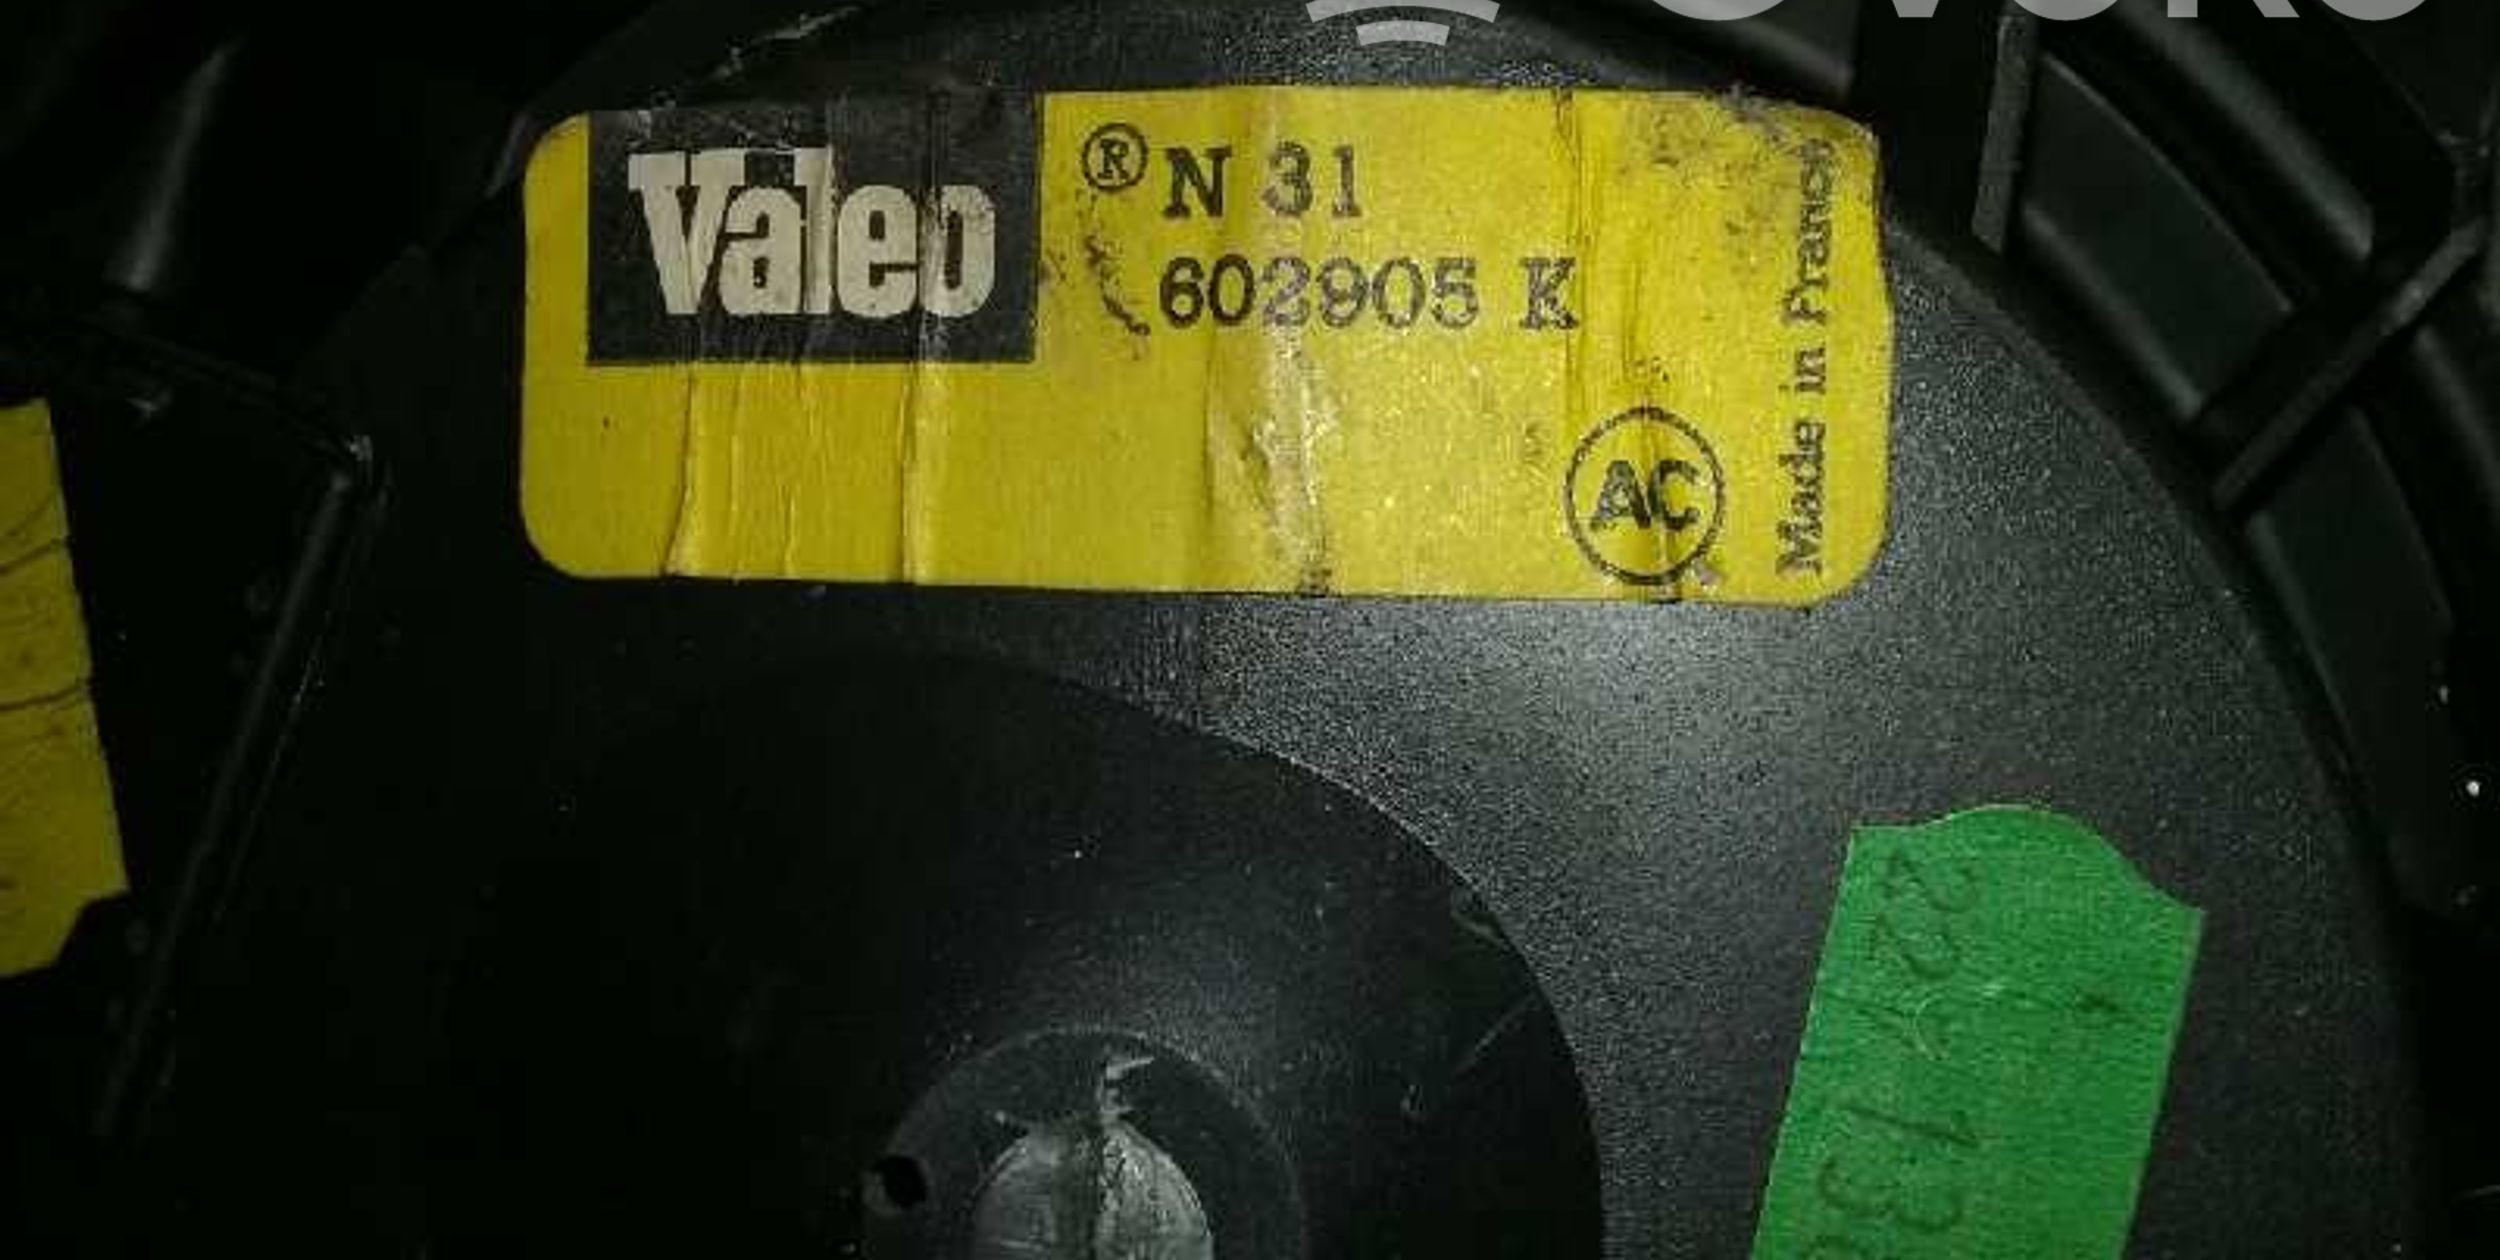 Valeo
® N 31
602905 K
AC
Made in France